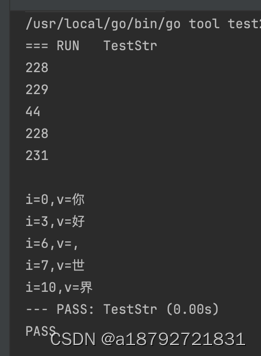 /usr/local/go/bin/go tool test
=== RUN   TestStr
228
229
44
228
231
i=0,v=你
i=3,v=好
i=6,v=,
i=7,v=世
i=10,v=界
--- PASS: TestStr (0.00s)
PASS
CSDN @a18792721831